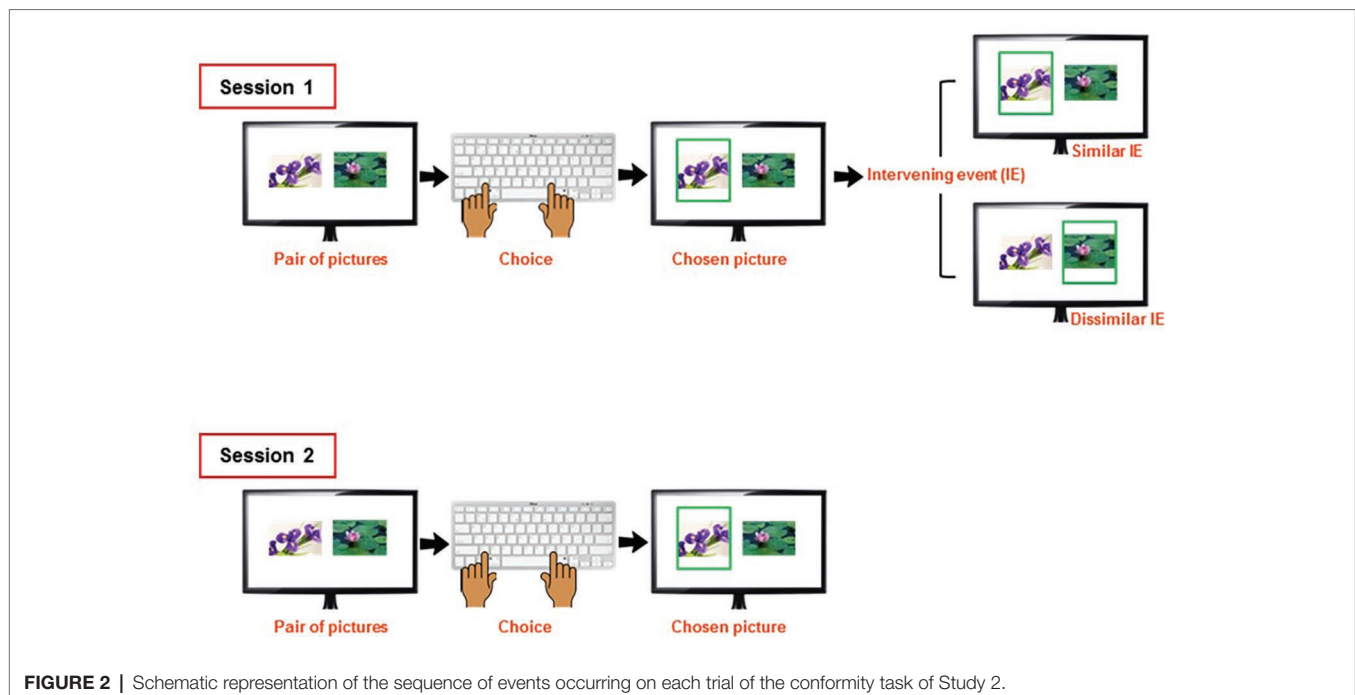 Session 1
Pair of pictures
Choice
Chosen picture
Intervening event (IE)
Similar IE
Dissimilar IE
Session 2
Pair of pictures
Choice
Chosen picture
FIGURE 2 | Schematic representation of the sequence of events occurring on each trial of the conformity task of Study 2.